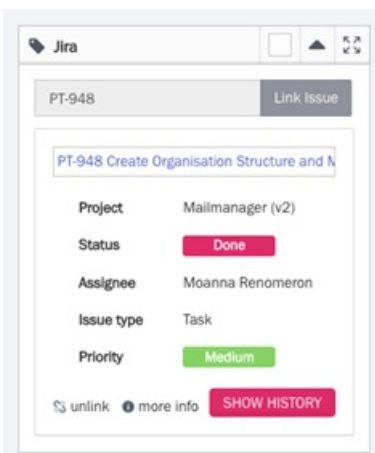 Jira
PT-948 Link Issue
PT-948 Create Organisation Structure and M
Project Mailmanager (v2)
Status Done
Assignee Moanna Renomeron
Issue type Task
Priority Medium
unlink more info SHOW HISTORY